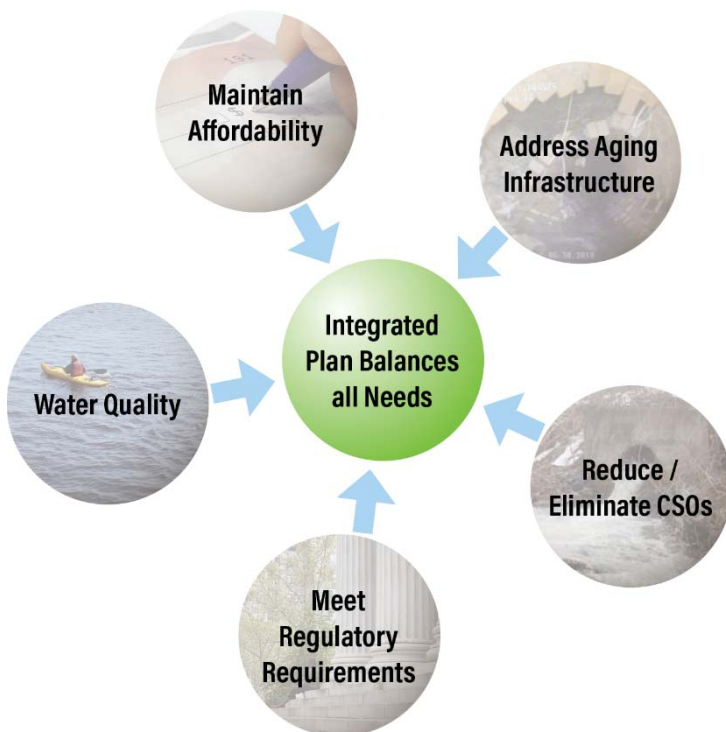 Maintain
Affordability
Address Aging
Infrastructure
Integrated
Plan Balances
all Needs
Water Quality
Reduce /
Eliminate CSOs
Meet
Regulatory
Requirements